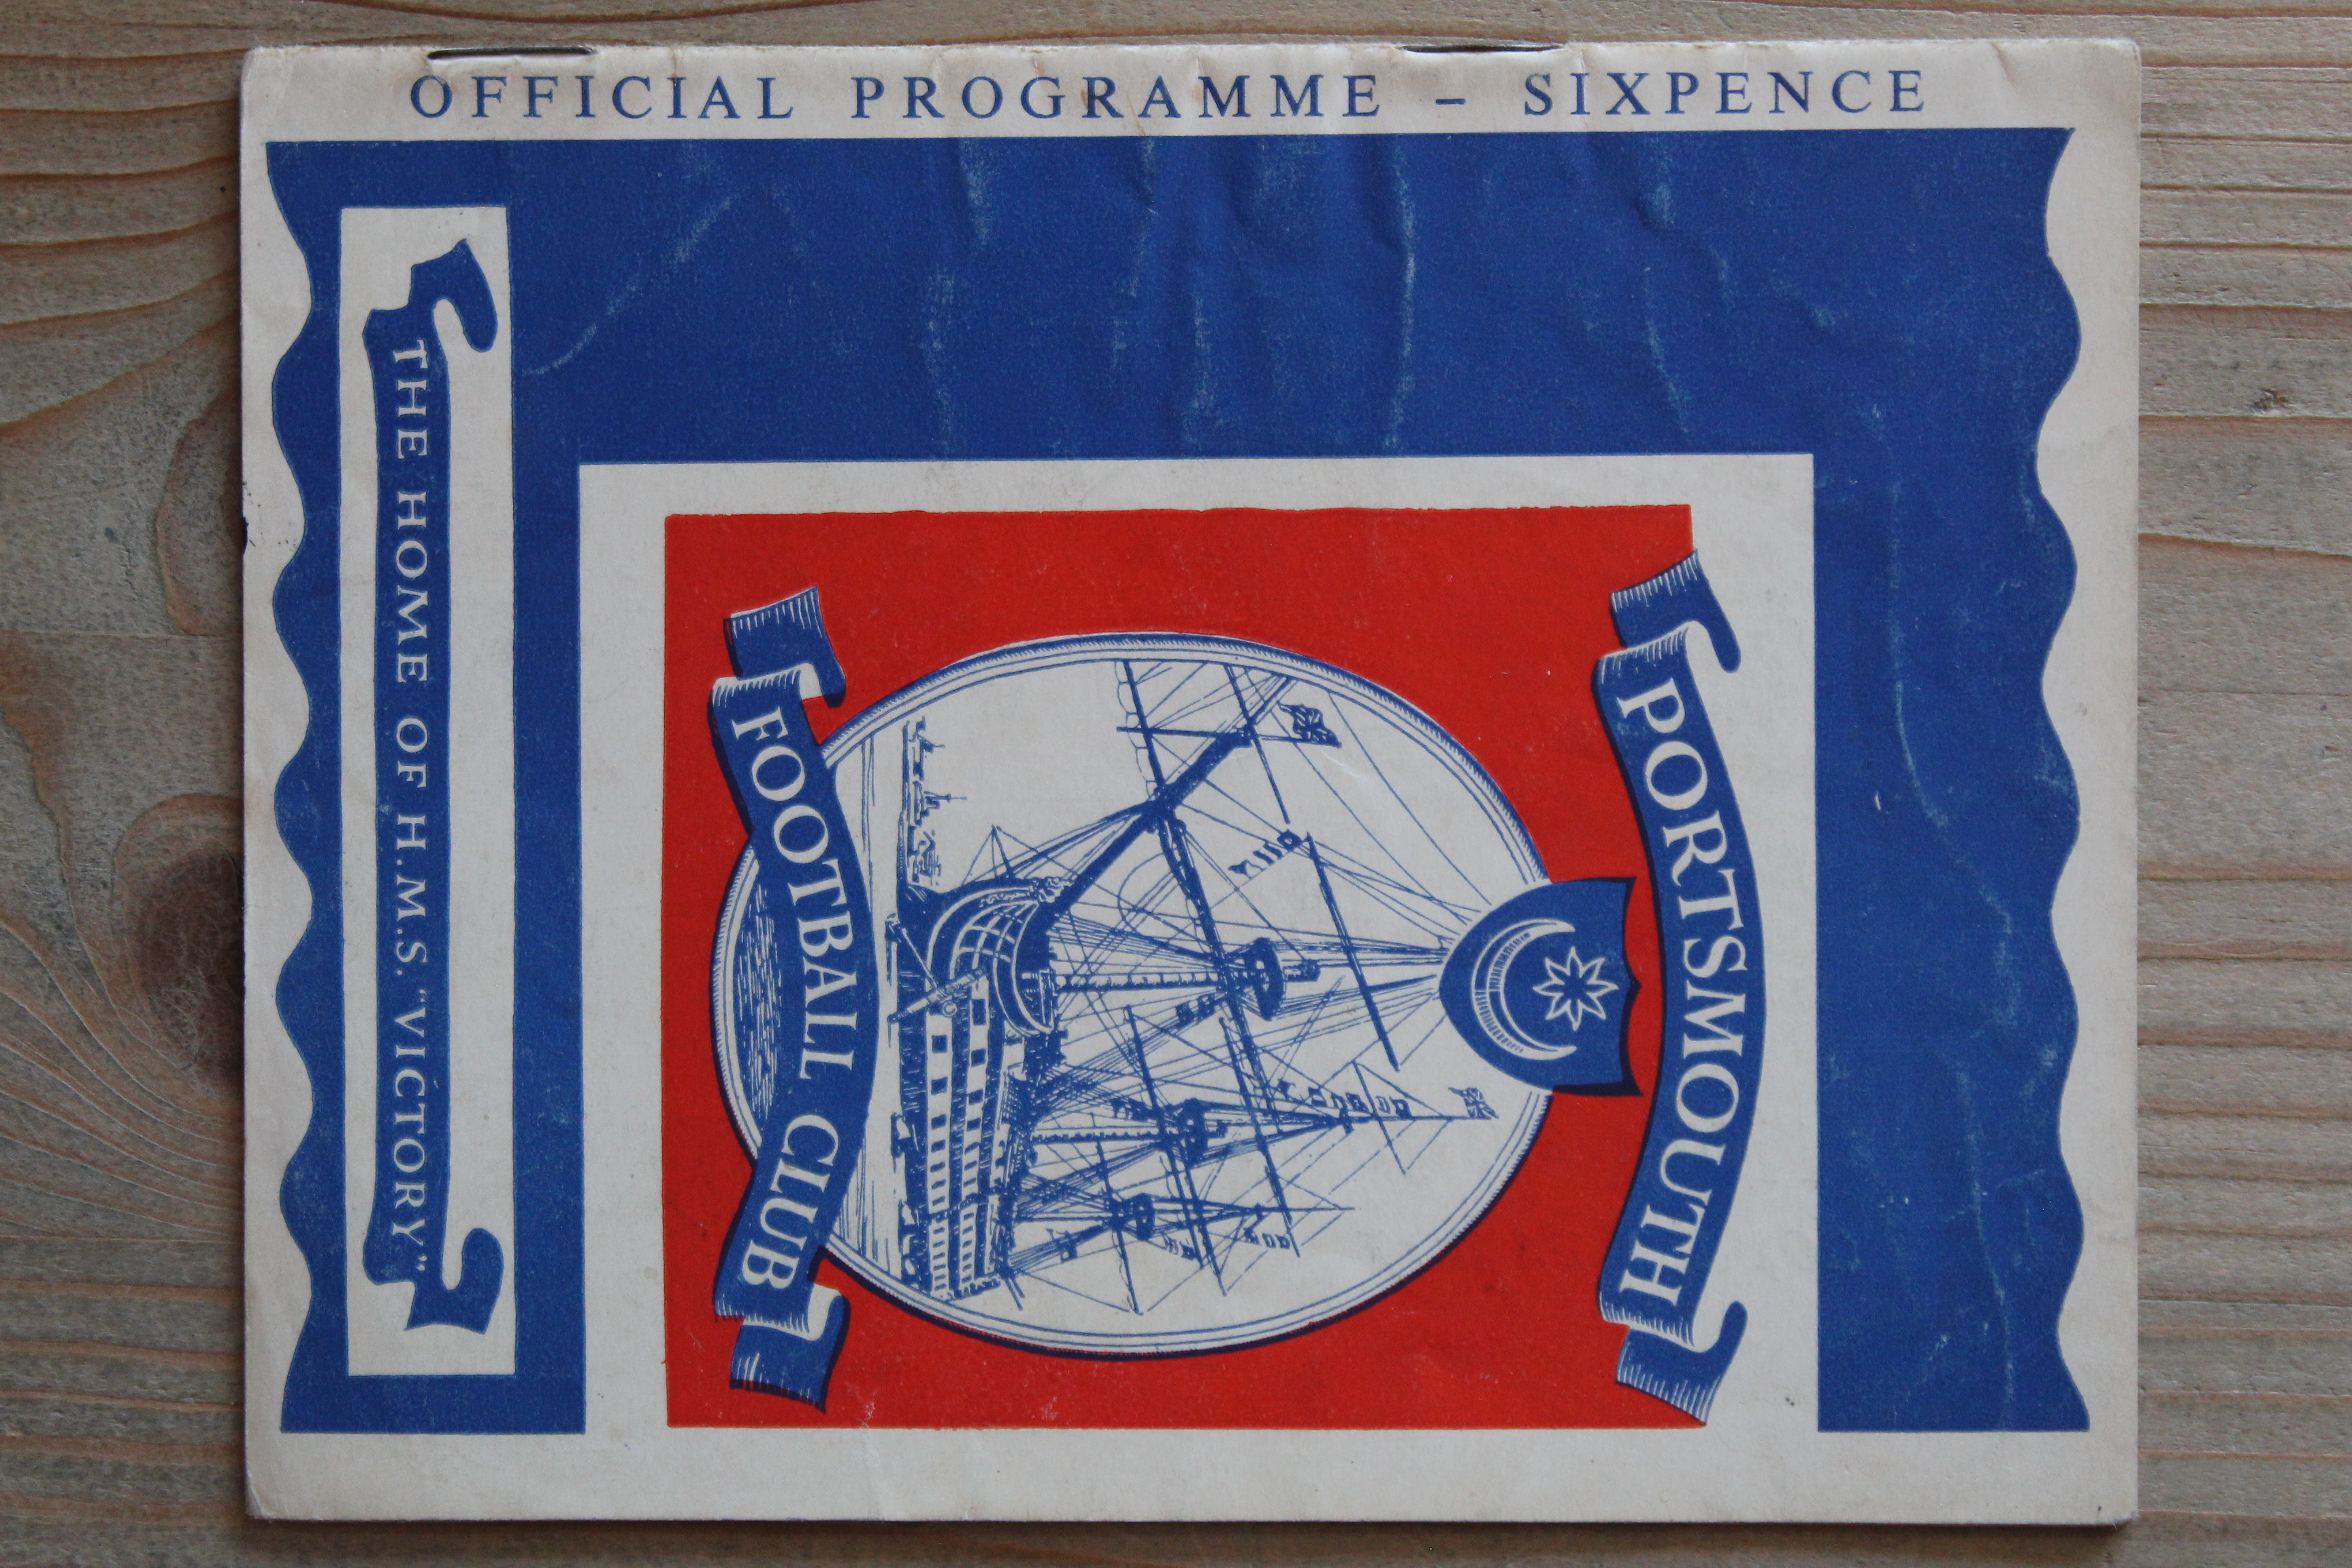 OFFICIAL PROGRAMME – SIXPENCE
PORTSMOUTH
FOOTBALL CLUB
THE HOME OF H.M.S. "VICTORY"